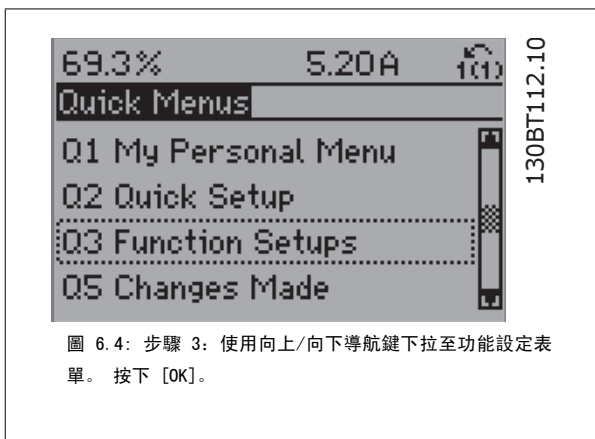 69.3% 5.20A 1(1)
Quick Menus
Q1 My Personal Menu
Q2 Quick Setup
Q3 Function Setups
Q5 Changes Made
130BT112.10
圖 6.4: 步驟 3：使用向上/向下導航鍵下拉至功能設定表
單。 按下 [OK]。